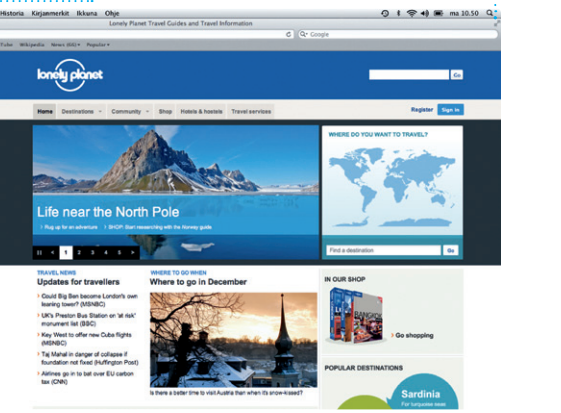 Historia Kirjanmerkit Ikkuna Ohje
ma 10.50
Lonely Planet Travel Guides and Travel Information
Google
Wikipedia News (66) Popular
lonely planet
Go
Home Destinations Community Shop Hotels & hostels Travel services
Register Sign in
WHERE DO YOU WANT TO TRAVEL?
Life near the North Pole
Rug up for an adventure SHOP: Start researching with the Norway guide
1 2 3 4 5
Find a destination Go
TRAVEL NEWS
Updates for travellers
Could Big Ben become London's own
leaning tower? (MSNBC)
UK's Preston Bus Station on 'at risk'
monument list (BBC)
Key West to offer new Cuba flights
(MSNBC)
Taj Mahal in danger of collapse if
foundation not fixed (Huffington Post)
Airlines go in to bat over EU carbon
tax (CNN)
WHERE TO GO WHEN
Where to go in December
Is there a better time to visit Austria than when it's snow-kissed?
IN OUR SHOP
BANGKOK
Go shopping
POPULAR DESTINATIONS
Sardinia
For turquoise seas